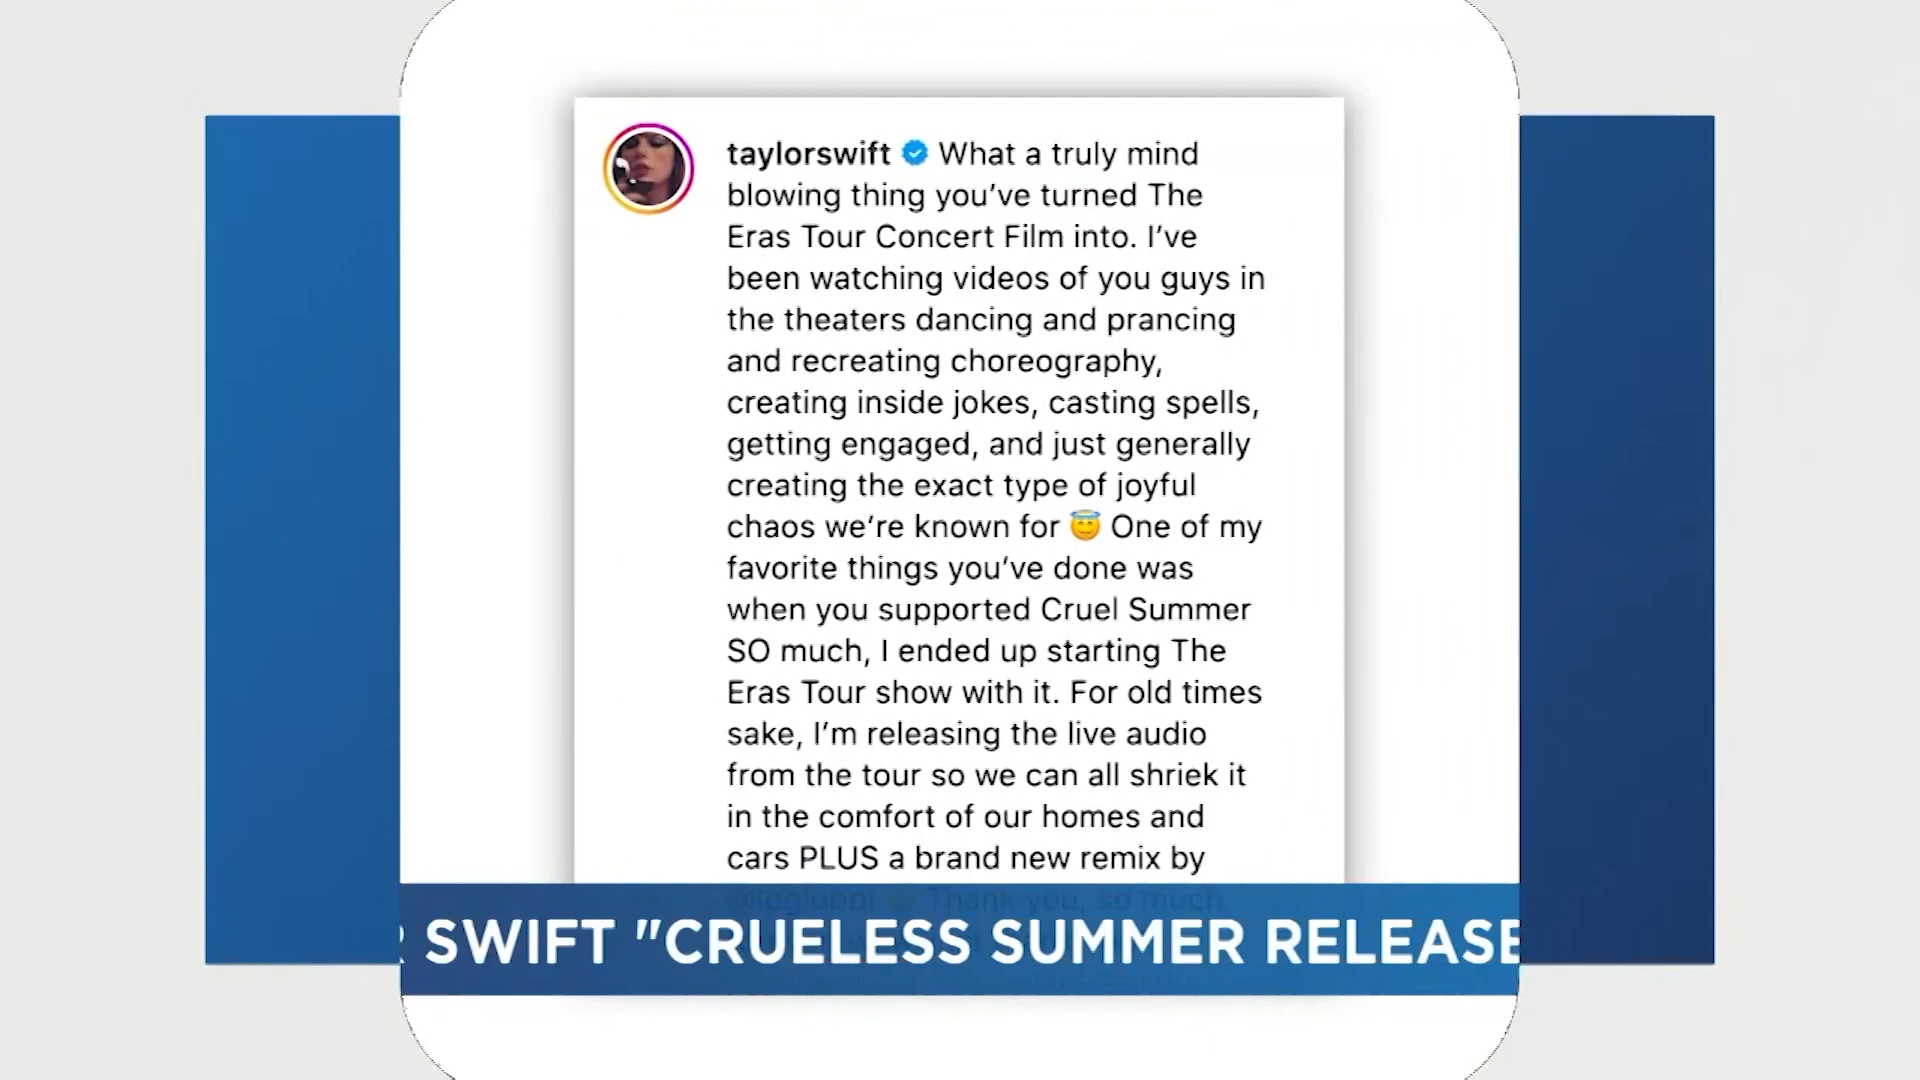 taylorswift What a truly mind
blowing thing you’ve turned The
Eras Tour Concert Film into. I’ve
been watching videos of you guys in
the theaters dancing and prancing
and recreating choreography,
creating inside jokes, casting spells,
getting engaged, and just generally
creating the exact type of joyful
chaos we’re known for 😇 One of my
favorite things you’ve done was
when you supported Cruel Summer
SO much, I ended up starting The
Eras Tour show with it. For old times
sake, I’m releasing the live audio
from the tour so we can all shriek it
in the comfort of our homes and
cars PLUS a brand new remix by
Thank you, so much,
SWIFT "CRUELESS SUMMER RELEASE